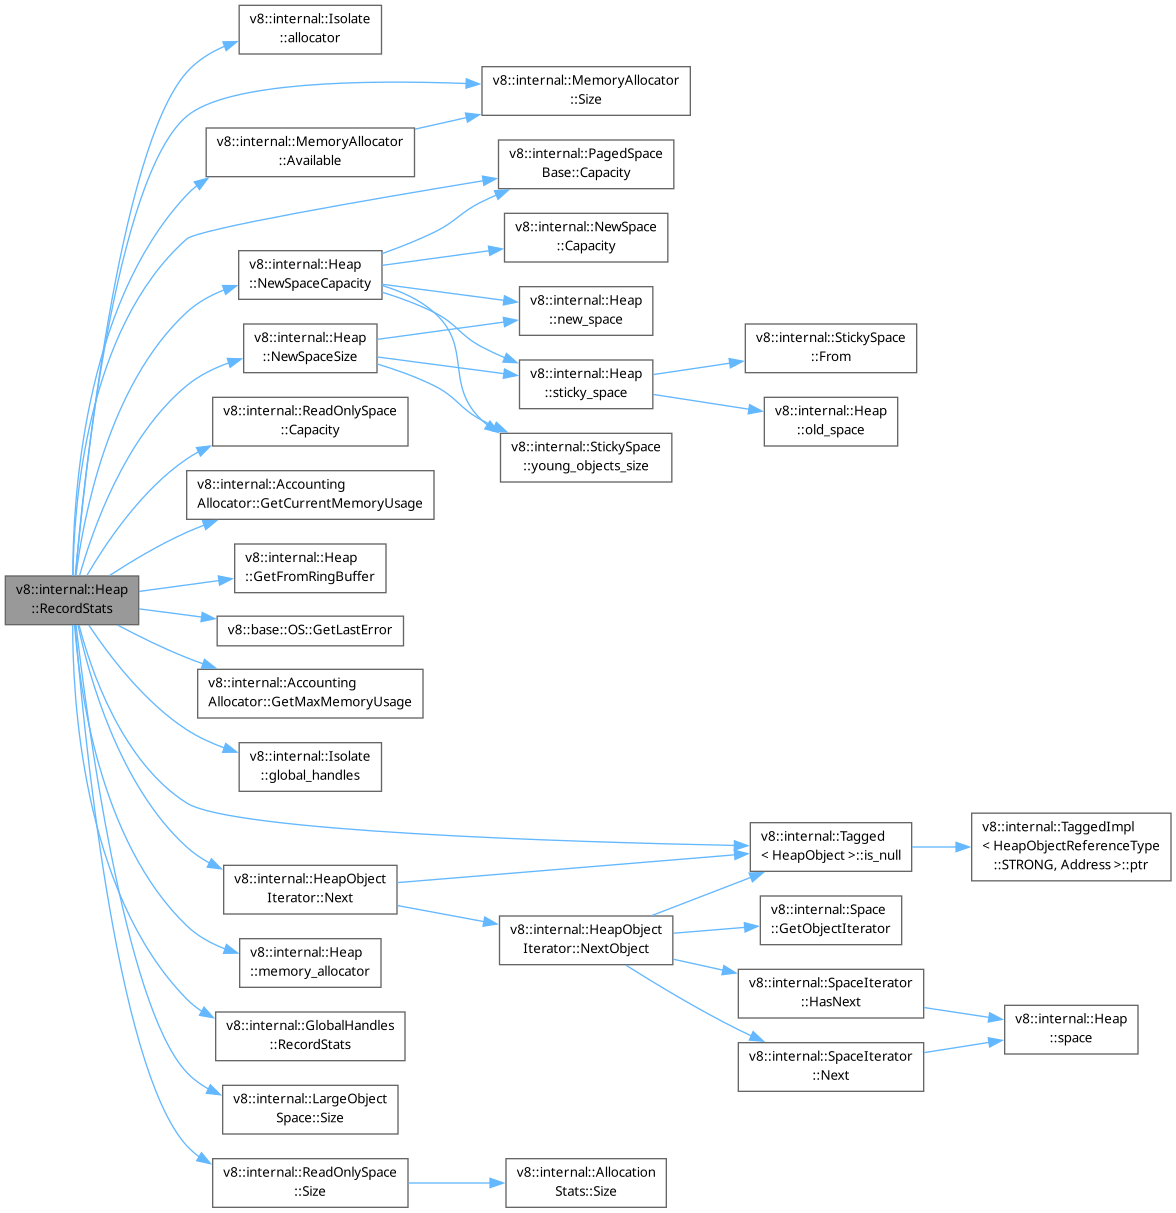 v8::internal::Isolate
::allocator
v8::internal::MemoryAllocator
::Size
v8::internal::MemoryAllocator
::Available
v8::internal::PagedSpace
Base::Capacity
v8::internal::NewSpace
::Capacity
v8::internal::Heap
::NewSpaceCapacity
v8::internal::Heap
::new_space
v8::internal::Heap
::NewSpaceSize
v8::internal::StickySpace
::From
v8::internal::Heap
::sticky_space
v8::internal::Heap
::old_space
v8::internal::ReadOnlySpace
::Capacity
v8::internal::StickySpace
::young_objects_size
v8::internal::Accounting
Allocator::GetCurrentMemoryUsage
v8::internal::Heap
::GetFromRingBuffer
v8::internal::Heap
::RecordStats
v8::base::OS::GetLastError
v8::internal::Accounting
Allocator::GetMaxMemoryUsage
v8::internal::Isolate
::global_handles
v8::internal::Tagged
< HeapObject >::is_null
v8::internal::TaggedImpl
< HeapObjectReferenceType
::STRONG, Address >::ptr
v8::internal::HeapObject
Iterator::Next
v8::internal::Space
::GetObjectIterator
v8::internal::HeapObject
Iterator::NextObject
v8::internal::Heap
::memory_allocator
v8::internal::SpaceIterator
::HasNext
v8::internal::Heap
::space
v8::internal::GlobalHandles
::RecordStats
v8::internal::SpaceIterator
::Next
v8::internal::LargeObject
Space::Size
v8::internal::ReadOnlySpace
::Size
v8::internal::Allocation
Stats::Size